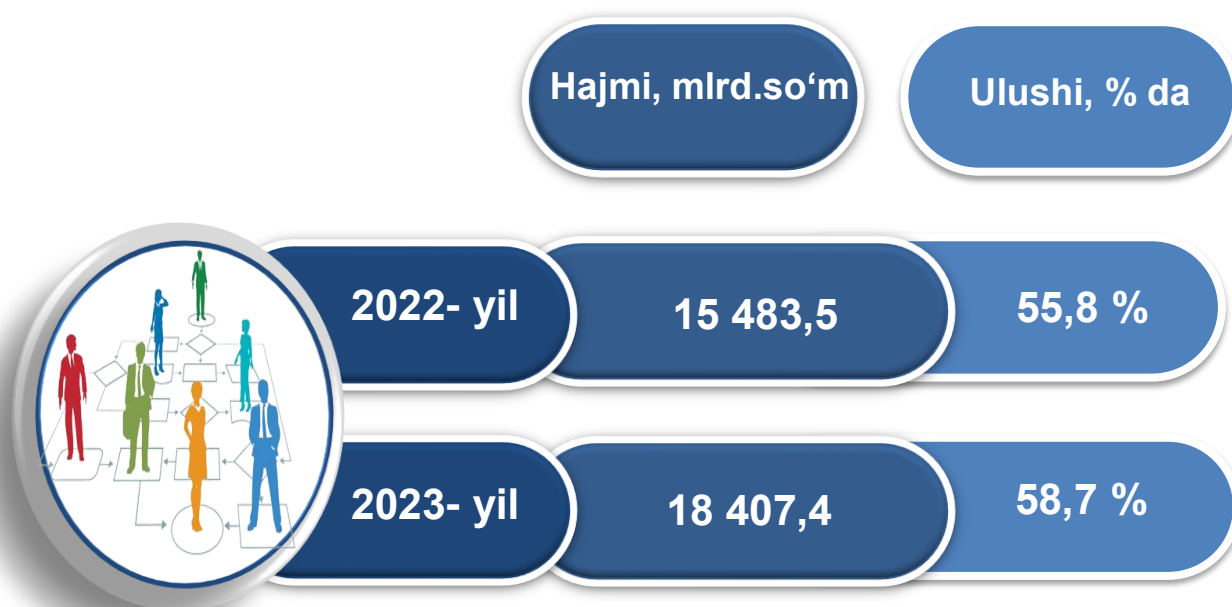 Hajmi, mlrd.so‘m
Ulushi, % da
2022- yil
15 483,5
55,8 %
2023- yil
18 407,4
58,7 %